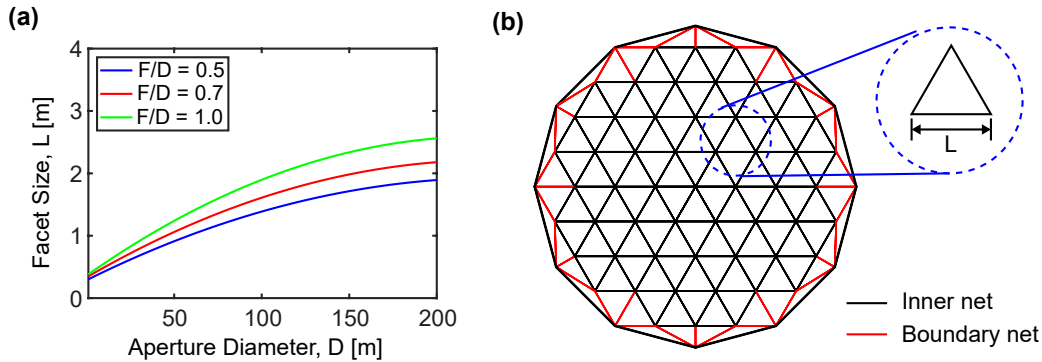 (a)
4
3
2
1
0
50
100
150
200
Facet Size, L [m]
Aperture Diameter, D [m]
F/D = 0.5
F/D = 0.7
F/D = 1.0
(b)
L
Inner net
Boundary net